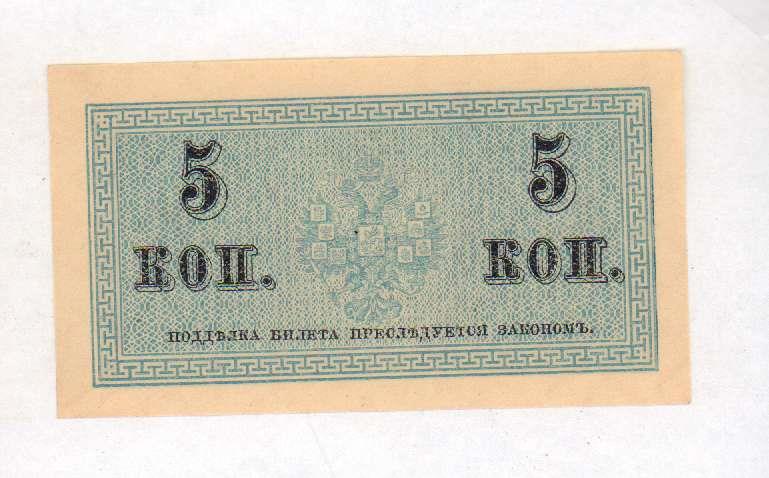 5 5
КОП. КОП.
ПОДДѢЛКА БИЛЕТА ПРЕСЛѢДУЕТСЯ ЗАКОНОМЪ.